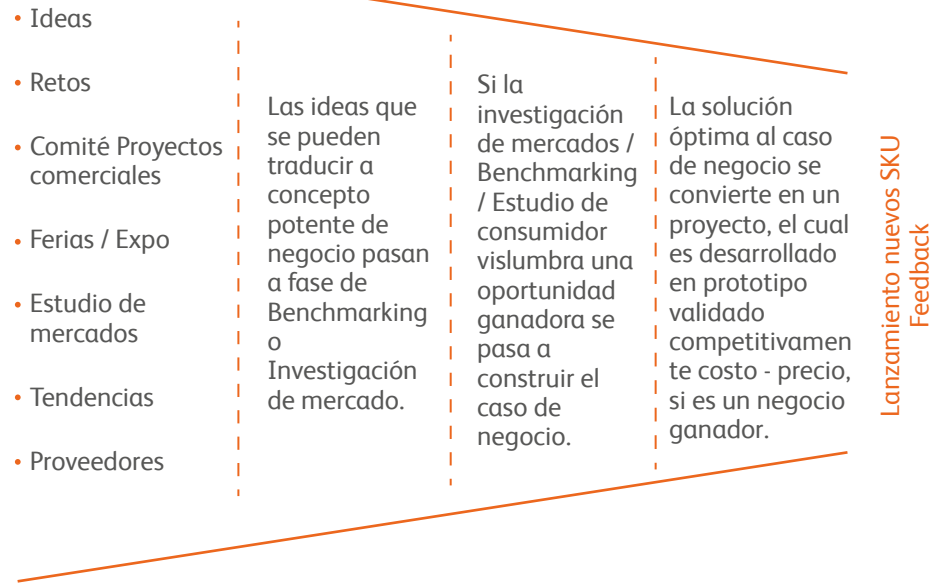 • Ideas
• Retos
• Comité Proyectos
comerciales
• Ferias / Expo
• Estudio de
mercados
• Tendencias
• Proveedores
Las ideas que
se pueden
traducir a
concepto
potente de
negocio pasan
a fase de
Benchmarking
o
Investigación
de mercado.
Si la
investigación
de mercados /
Benchmarking
/ Estudio de
consumidor
vislumbra una
oportunidad
ganadora se
pasa a
construir el
caso de
negocio.
La solución
óptima al caso
de negocio se
convierte en un
proyecto, el cual
es desarrollado
en prototipo
validado
competitivamen
te costo - precio,
si es un negocio
ganador.
Lanzamiento nuevos SKU
Feedback